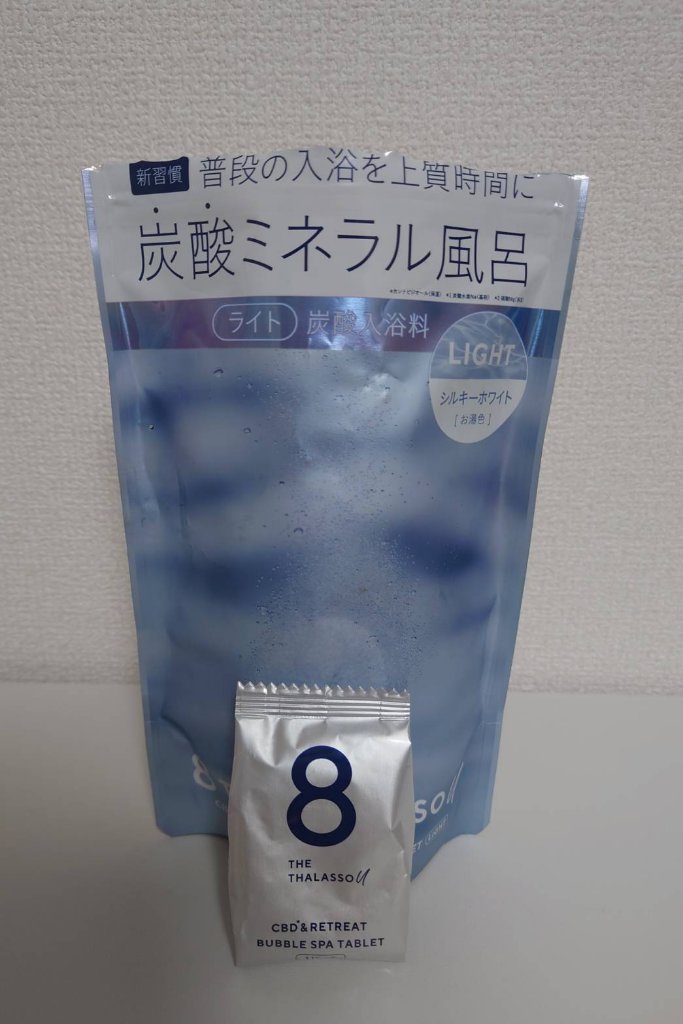 新習慣 普段の入浴を上質時間に
炭酸ミネラル風呂
ライト 炭酸入浴料
LIGHT
シルキーホワイト
[お湯色]
8
THE
THALASSO U
CBD*&RETREAT
BUBBLE SPA TABLET